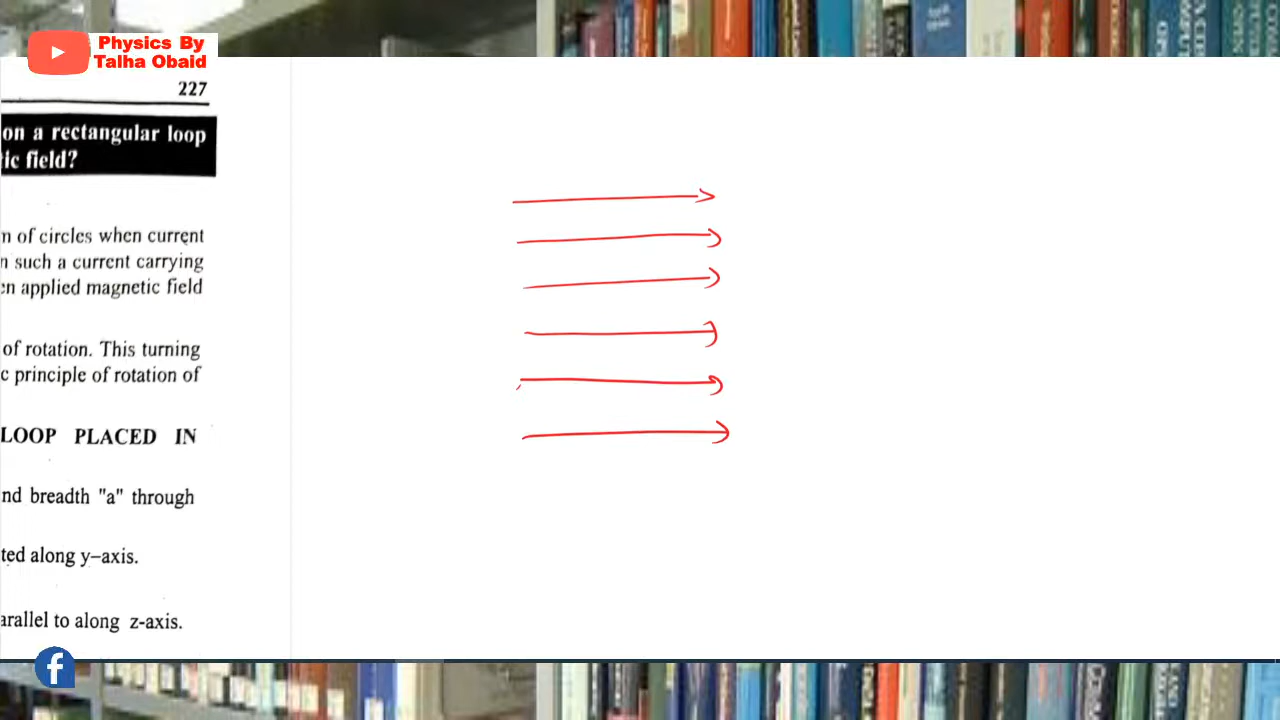 Physics By
Talha Obaid
227
on a rectangular loop
ic field?
n of circles when current
n such a current carrying
en applied magnetic field
of rotation. This turning
c principle of rotation of
LOOP PLACED IN
nd breadth "a" through
ted along y-axis.
arallel to along z-axis.